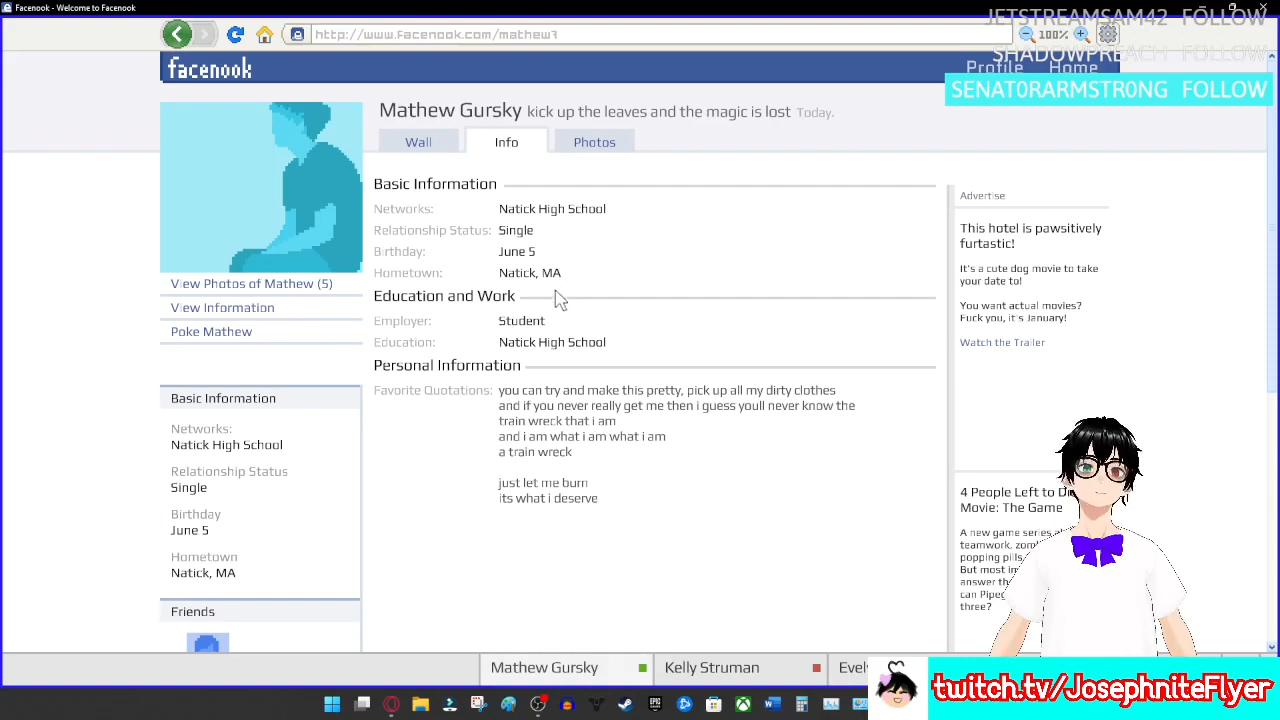 Facenook - Welcome to Facenook
JETSTREAMSAM42 FOLLOW
http://www.facenook.com/mathew7
100%
SHADOWPREACH FOLLOW
facenook
Profile Home
SENAT0RARMSTR0NG FOLLOW
Mathew Gursky kick up the leaves and the magic is lost Today.
Wall
Info
Photos
Basic Information
Networks: Natick High School
Relationship Status: Single
Birthday: June 5
Hometown: Natick, MA
Education and Work
Employer: Student
Education: Natick High School
Personal Information
Favorite Quotations: you can try and make this pretty, pick up all my dirty clothes
and if you never really get me then i guess youll never know the
train wreck that i am
and i am what i am what i am
a train wreck
just let me burn
its what i deserve
View Photos of Mathew (5)
View Information
Poke Mathew
Basic Information
Networks:
Natick High School
Relationship Status
Single
Birthday
June 5
Hometown
Natick, MA
Friends
Advertise
This hotel is pawsitively
furtastic!
It's a cute dog movie to take
your date to!
You want actual movies?
Fuck you, it's January!
Watch the Trailer
4 People Left to
Movie: The Game
A new game series
teamwork,
popping pills,
But most
answer
can
three?
Mathew Gursky
Kelly Struman
twitch.tv/JosephniteFlyer